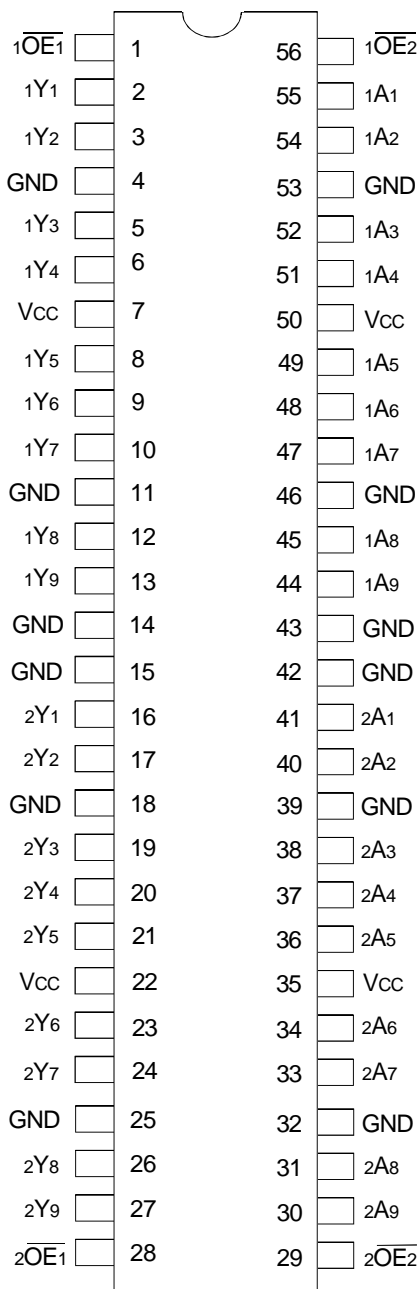 1OE1 1 56 1OE2
1Y1 2 55 1A1
1Y2 3 54 1A2
GND 4 53 GND
1Y3 5 52 1A3
1Y4 6 51 1A4
VCC 7 50 VCC
1Y5 8 49 1A5
1Y6 9 48 1A6
1Y7 10 47 1A7
GND 11 46 GND
1Y8 12 45 1A8
1Y9 13 44 1A9
GND 14 43 GND
GND 15 42 GND
2Y1 16 41 2A1
2Y2 17 40 2A2
GND 18 39 GND
2Y3 19 38 2A3
2Y4 20 37 2A4
2Y5 21 36 2A5
VCC 22 35 VCC
2Y6 23 34 2A6
2Y7 24 33 2A7
GND 25 32 GND
2Y8 26 31 2A8
2Y9 27 30 2A9
2OE1 28 29 2OE2